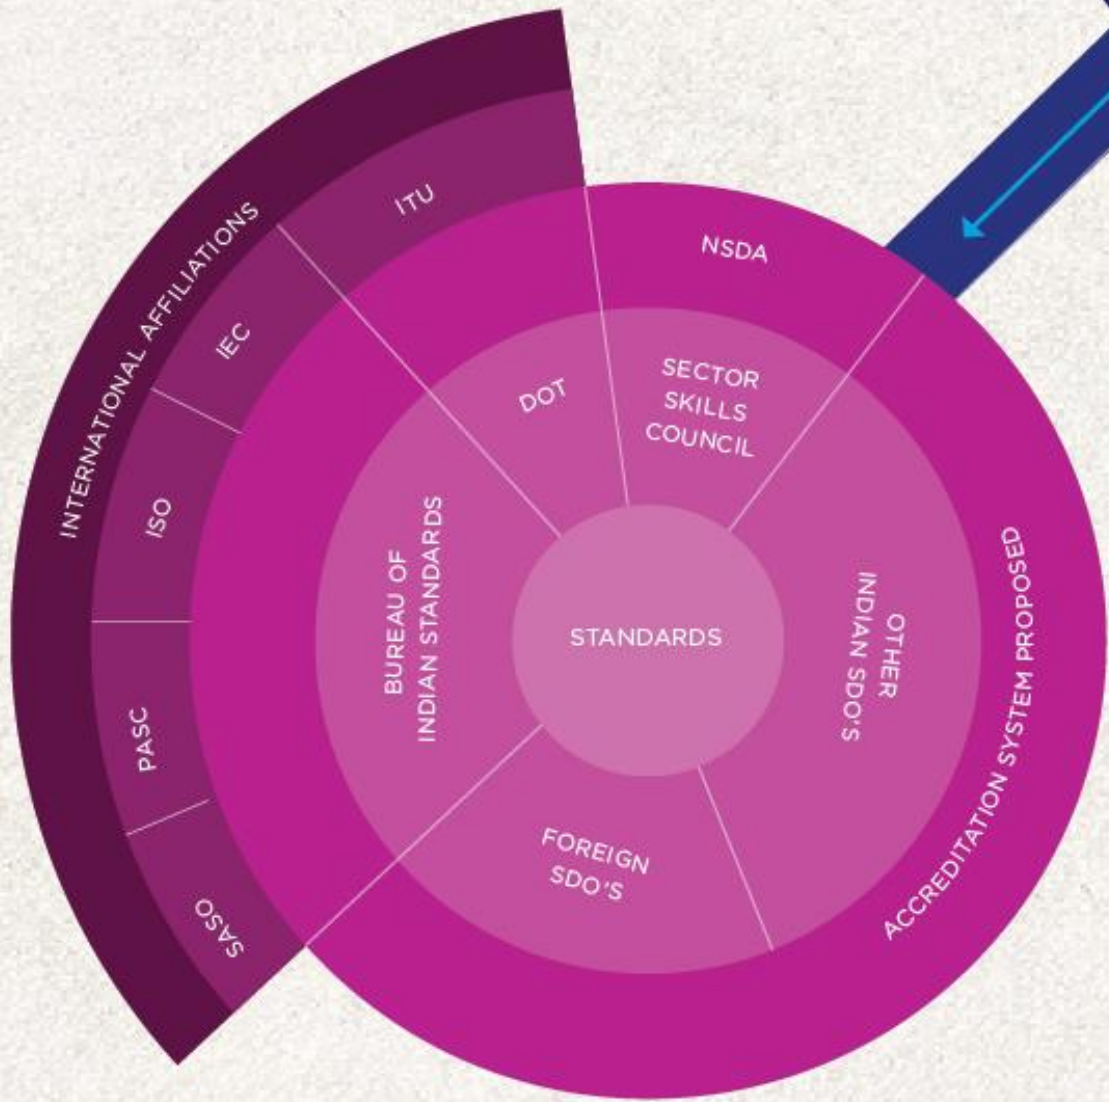 INTERNATIONAL AFFILIATIONS
ITU
IEC
ISO
PASC
SASO
NSDA
DOT
SECTOR
SKILLS
COUNCIL
BUREAU OF
INDIAN STANDARDS
STANDARDS
OTHER
INDIAN SDO'S
FOREIGN
SDO'S
ACCREDITATION SYSTEM PROPOSED